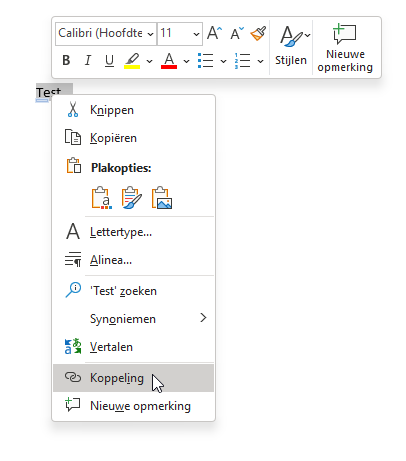 Calibri (Hoofdte 11
B I U
Stijlen
Nieuwe
opmerking
Test
Knippen
Kopiëren
Plakopties:
Lettertype...
Alinea...
'Test' zoeken
Synoniemen
Vertalen
Koppeling
Nieuwe opmerking